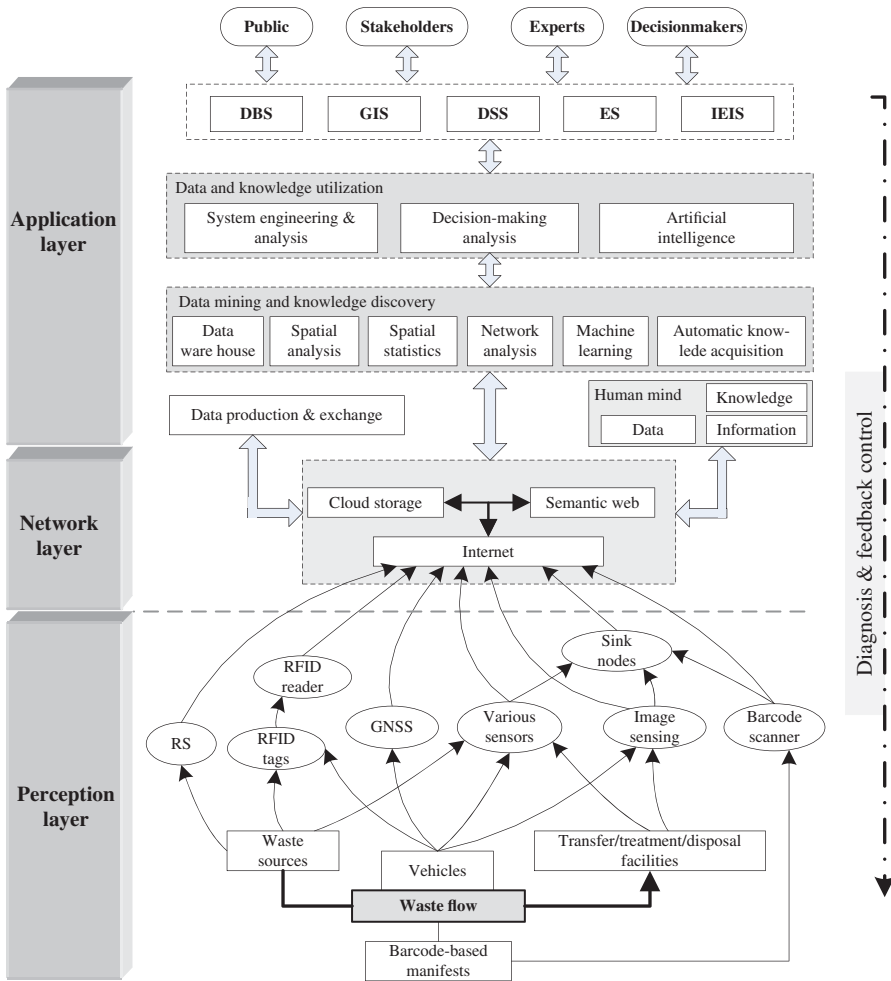 Public
Stakeholders
Experts
Decisionmakers
DBS
GIS
DSS
ES
IEIS
Application
layer
Data and knowledge utilization
System engineering &
analysis
Decision-making
analysis
Artificial
intelligence
Data mining and knowledge discovery
Data
ware house
Spatial
analysis
Spatial
statistics
Network
analysis
Machine
learning
Automatic know-
lede acquisition
Data production & exchange
Human mind
Knowledge
Data
Information
Network
layer
Cloud storage
Semantic web
Internet
Diagnosis & feedback control
Perception
layer
Sink
nodes
RFID
reader
RS
RFID
tags
GNSS
Various
sensors
Image
sensing
Barcode
scanner
Waste
sources
Vehicles
Transfer/treatment/disposal
facilities
Waste flow
Barcode-based
manifests